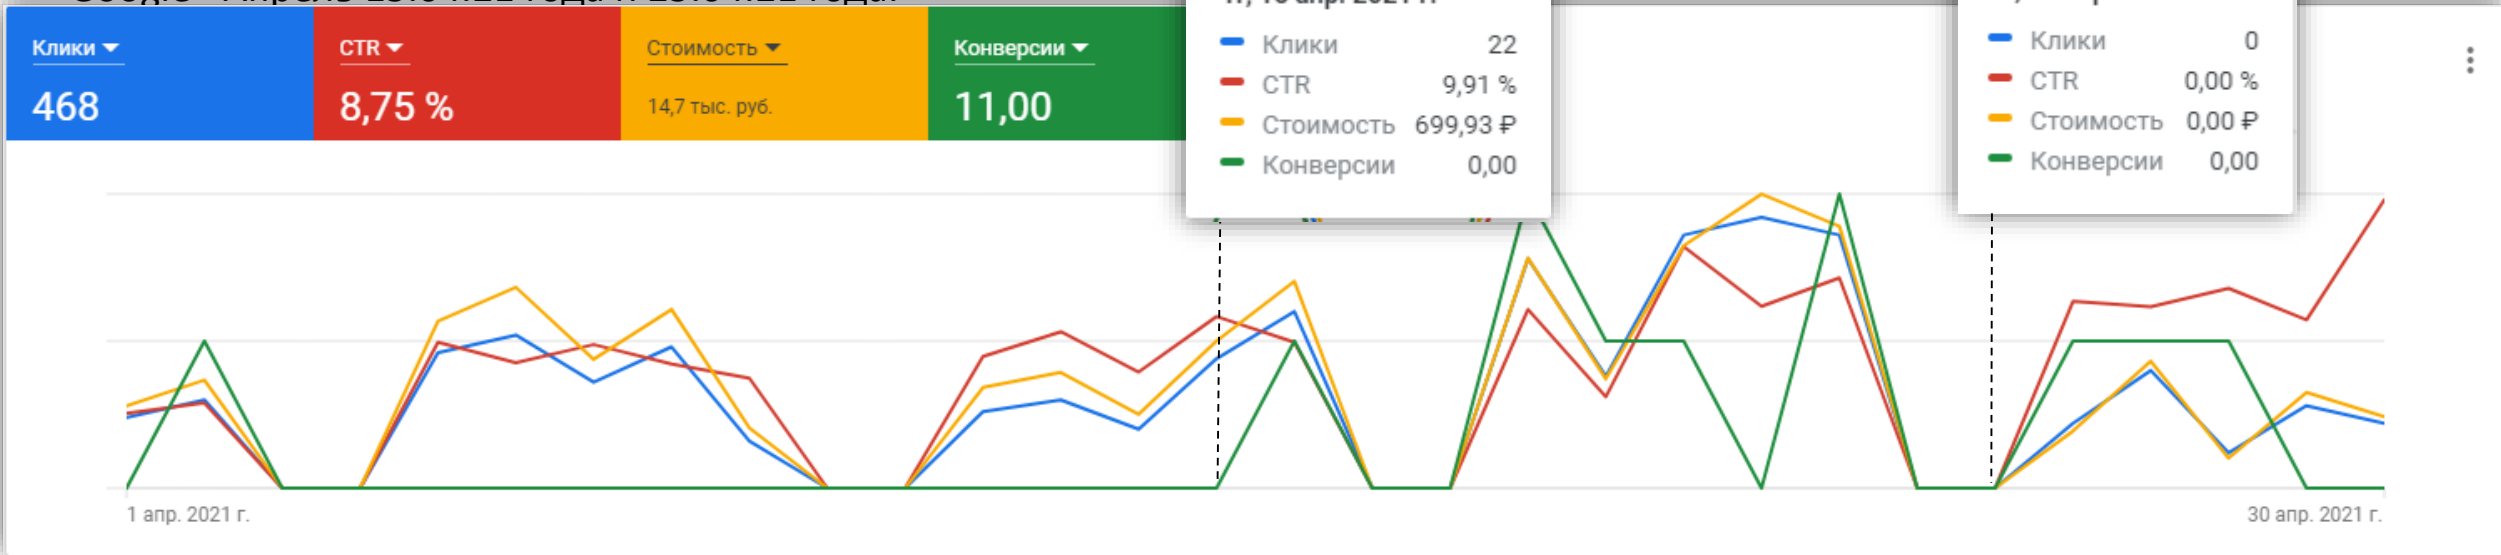 Клики
468
CTR
8,75 %
Стоимость
14,7 тыс. руб.
Конверсии
11,00
Клики 22
CTR 9,91 %
Стоимость 699,93 ₽
Конверсии 0,00
Клики 0
CTR 0,00 %
Стоимость 0,00 ₽
Конверсии 0,00
1 апр. 2021 г.
30 апр. 2021 г.